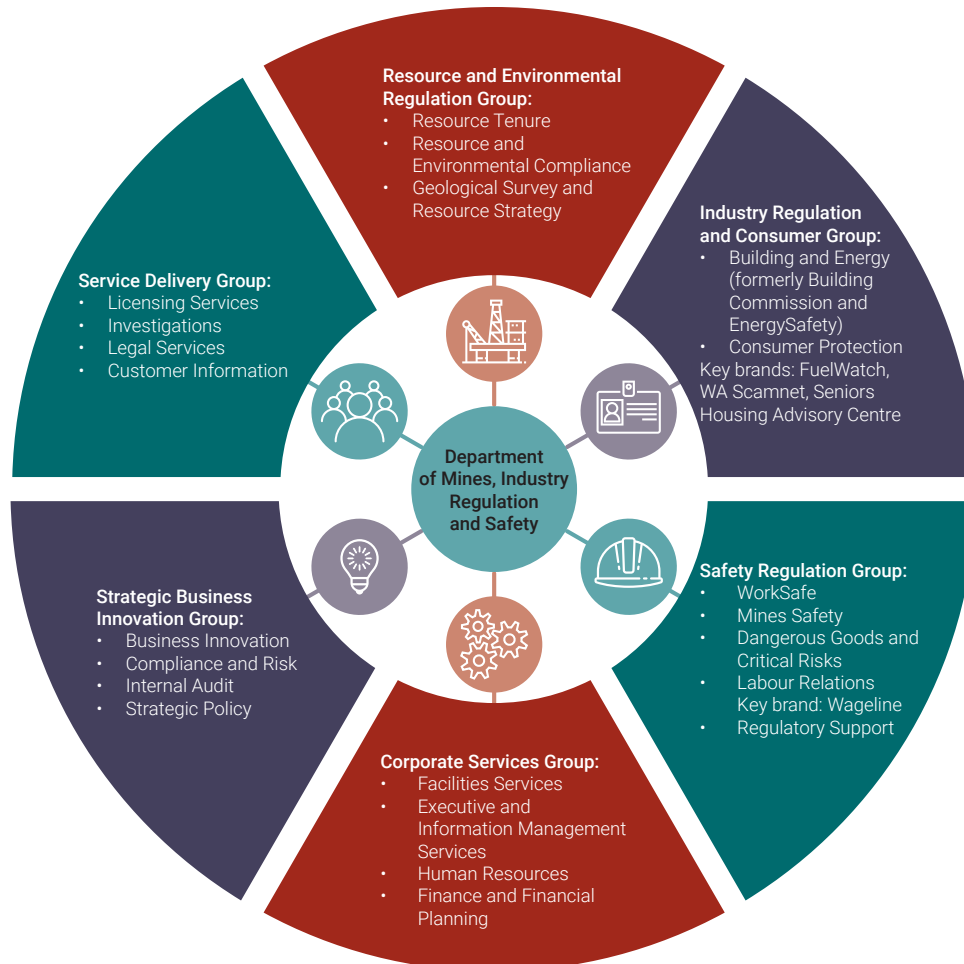 Resource and Environmental
Regulation Group:
• Resource Tenure
• Resource and
Environmental Compliance
• Geological Survey and
Resource Strategy
Industry Regulation
and Consumer Group:
• Building and Energy
(formerly Building
Commission and
EnergySafety)
• Consumer Protection
Key brands: FuelWatch,
WA Scamnet, Seniors
Housing Advisory Centre
Service Delivery Group:
• Licensing Services
• Investigations
• Legal Services
• Customer Information
Department
of Mines, Industry
Regulation
and Safety
Safety Regulation Group:
• WorkSafe
• Mines Safety
• Dangerous Goods and
Critical Risks
• Labour Relations
Key brand: Wageline
• Regulatory Support
Strategic Business
Innovation Group:
• Business Innovation
• Compliance and Risk
• Internal Audit
• Strategic Policy
Corporate Services Group:
• Facilities Services
• Executive and
Information Management
Services
• Human Resources
• Finance and Financial
Planning